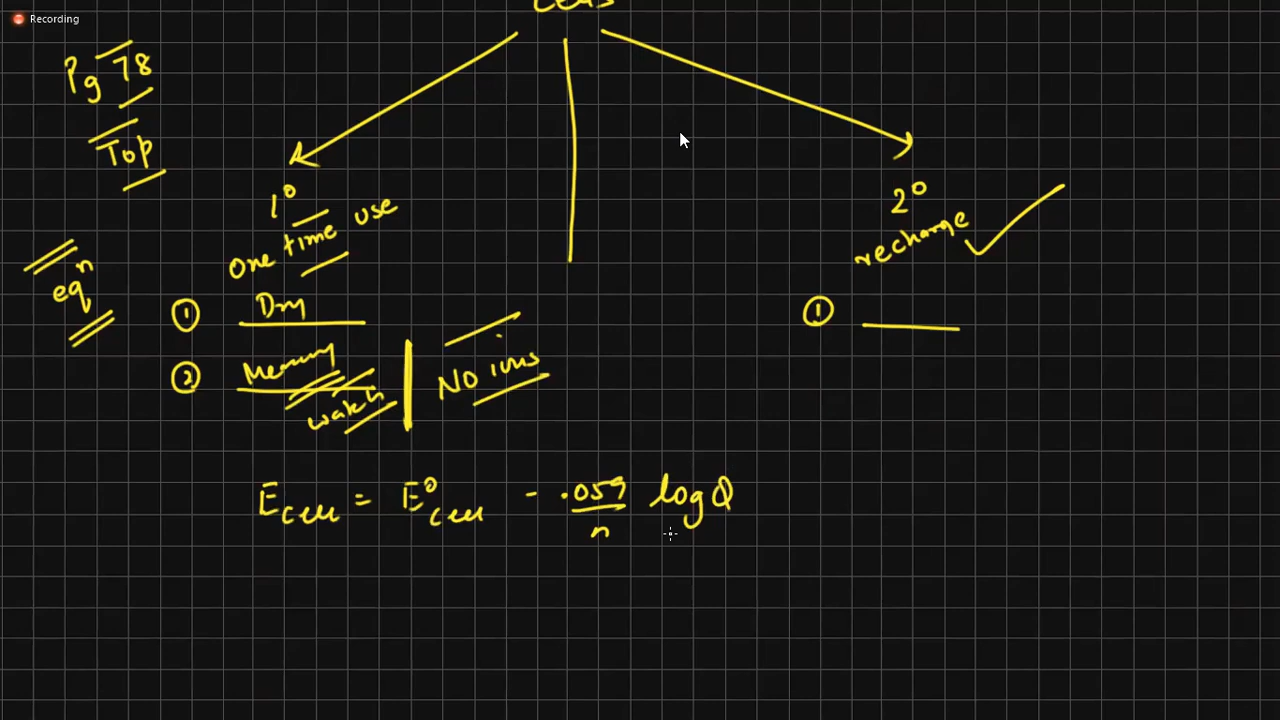 Recording
Cells
Pg 78
Top
1°
one time use
2°
recharge
eqn
① Dry
② Mercury
watch
No ions
①
Ecell = E°cell - .059/n log Q